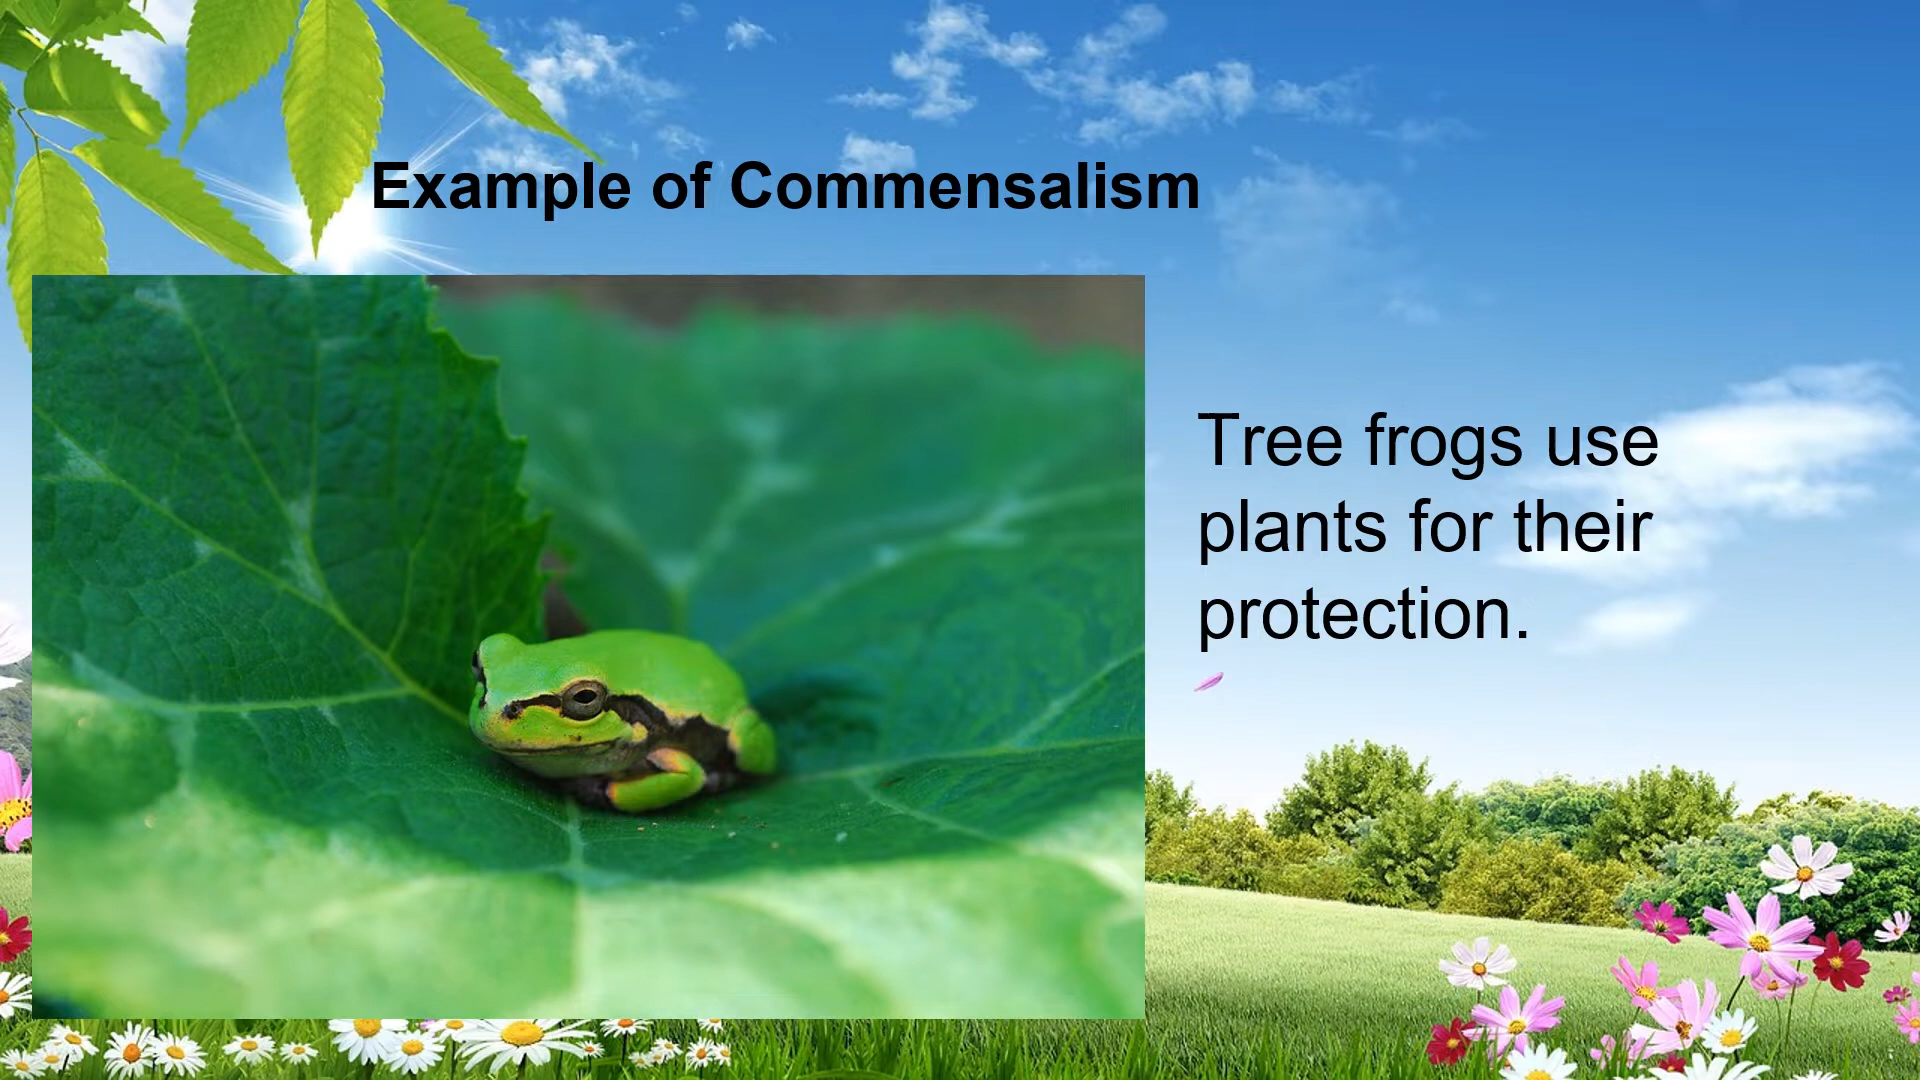 Example of Commensalism
Tree frogs use
plants for their
protection.